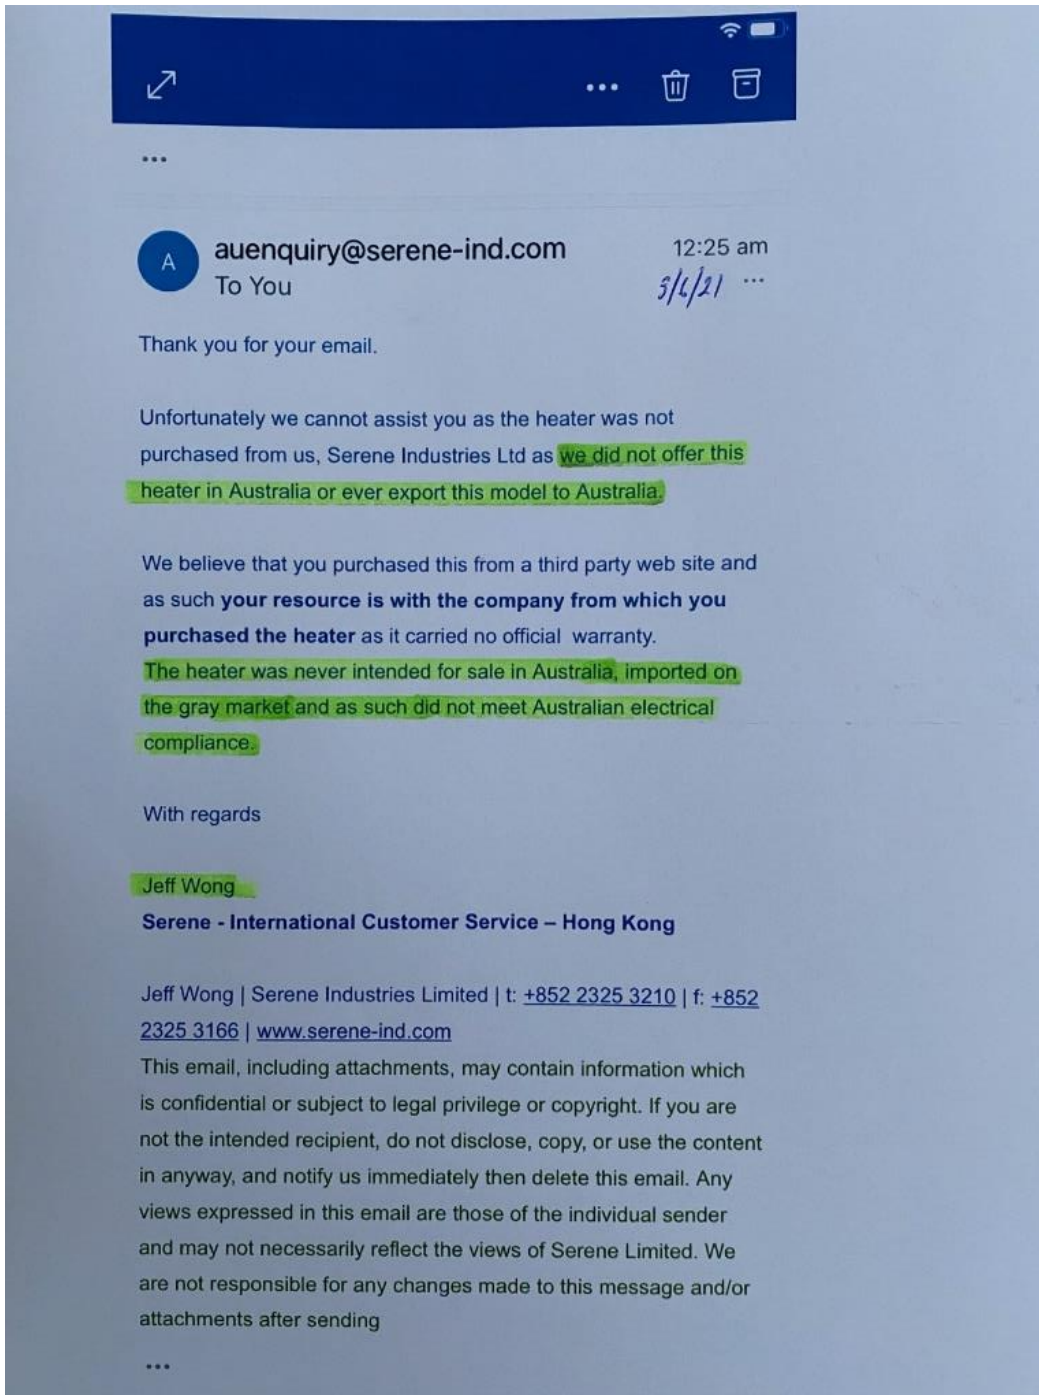 ...
auenquiry@serene-ind.com
12:25 am
A
To You
3/6/21 ...
Thank you for your email.
Unfortunately we cannot assist you as the heater was not
purchased from us, Serene Industries Ltd as we did not offer this
heater in Australia or ever export this model to Australia.
We believe that you purchased this from a third party web site and
as such your resource is with the company from which you
purchased the heater as it carried no official warranty.
The heater was never intended for sale in Australia, imported on
the gray market and as such did not meet Australian electrical
compliance.
With regards
Jeff Wong
Serene - International Customer Service – Hong Kong
Jeff Wong | Serene Industries Limited | t: +852 2325 3210 | f: +852
2325 3166 | www.serene-ind.com
This email, including attachments, may contain information which
is confidential or subject to legal privilege or copyright. If you are
not the intended recipient, do not disclose, copy, or use the content
in anyway, and notify us immediately then delete this email. Any
views expressed in this email are those of the individual sender
and may not necessarily reflect the views of Serene Limited. We
are not responsible for any changes made to this message and/or
attachments after sending
...